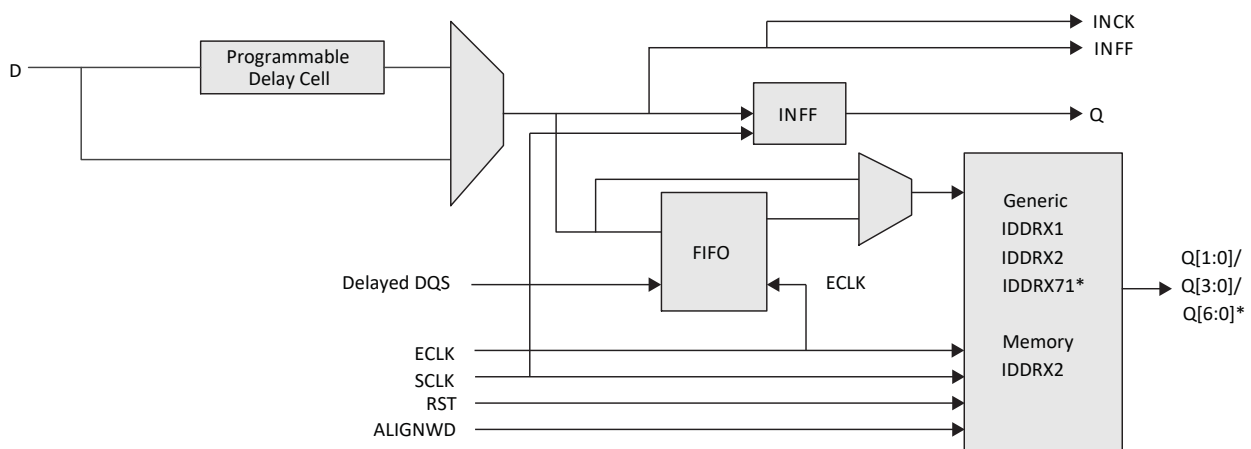 INCK
INFF
Programmable
Delay Cell
D
INFF
Q
Generic
IDDRX1
IDDRX2
IDDRX71*
Memory
IDDRX2
FIFO
Delayed DQS
ECLK
Q[1:0]/
Q[3:0]/
Q[6:0]*
ECLK
SCLK
RST
ALIGNWD